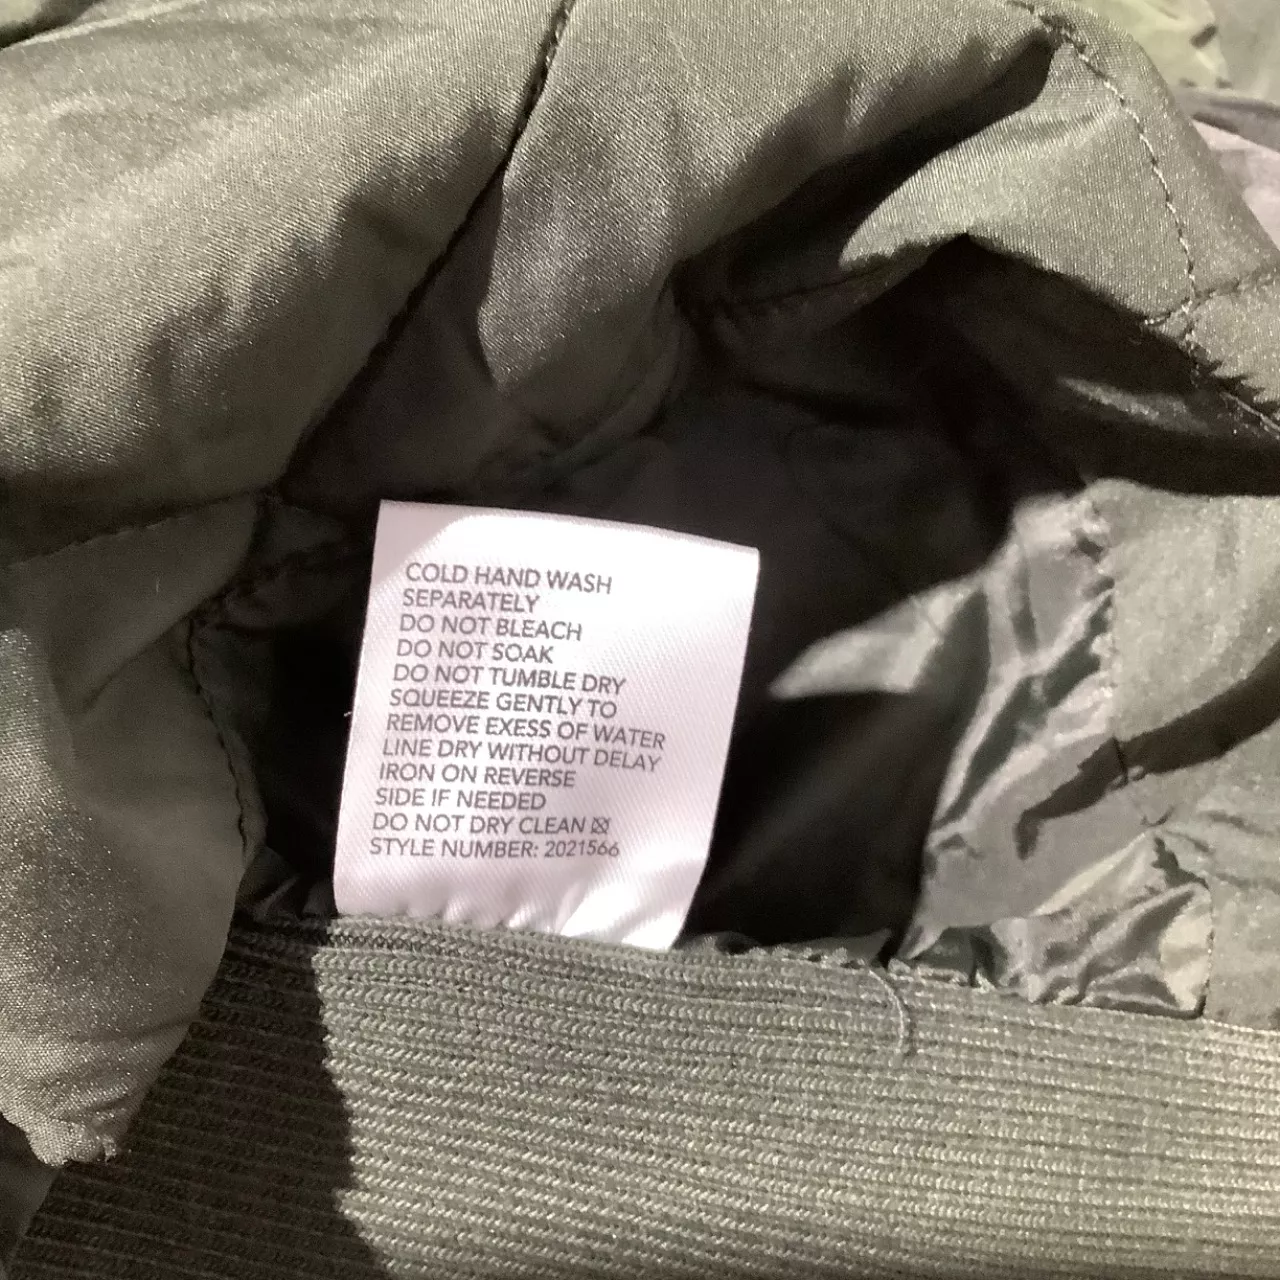 COLD HAND WASH
SEPARATELY
DO NOT BLEACH
DO NOT SOAK
DO NOT TUMBLE DRY
SQUEEZE GENTLY TO
REMOVE EXESS OF WATER
LINE DRY WITHOUT DELAY
IRON ON REVERSE
SIDE IF NEEDED
DO NOT DRY CLEAN
STYLE NUMBER: 2021566